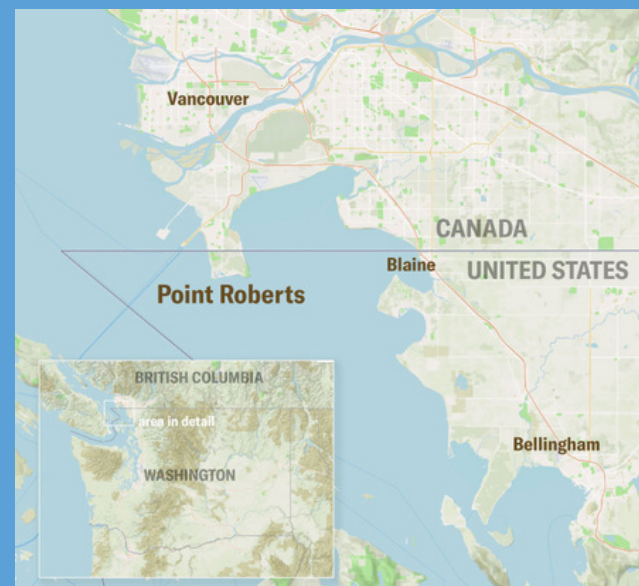 Vancouver
CANADA
Blaine
UNITED STATES
Point Roberts
BRITISH COLUMBIA
area in detail
Bellingham
WASHINGTON